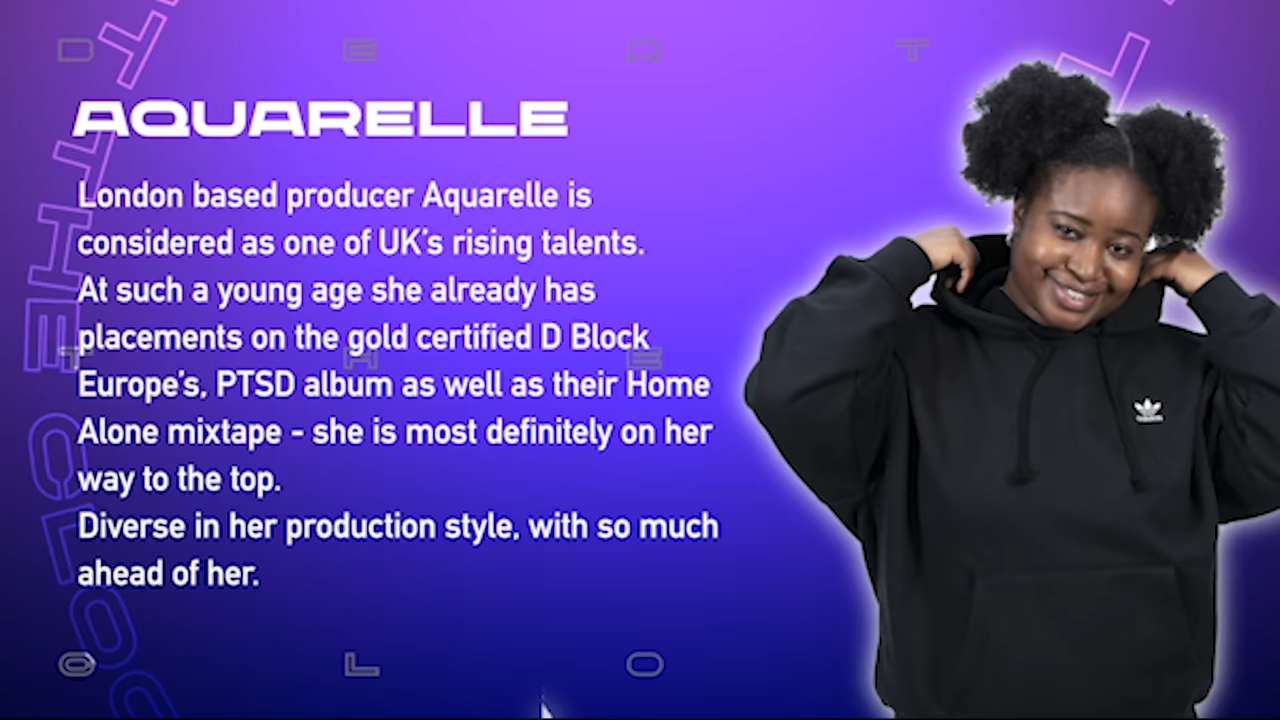 AQUARELLE
London based producer Aquarelle is
considered as one of UK's rising talents.
At such a young age she already has
placements on the gold certified D Block
Europe's, PTSD album as well as their Home
Alone mixtape - she is most definitely on her
way to the top.
Diverse in her production style, with so much
ahead of her.